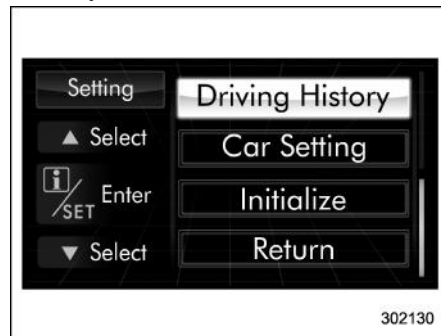 Setting
Driving History
▲ Select
Car Setting
i/SET Enter
Initialize
▼ Select
Return
302130